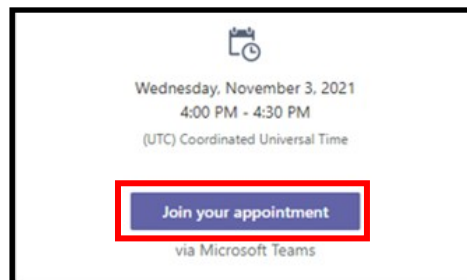 Wednesday, November 3, 2021
4:00 PM - 4:30 PM
(UTC) Coordinated Universal Time
Join your appointment
via Microsoft Teams